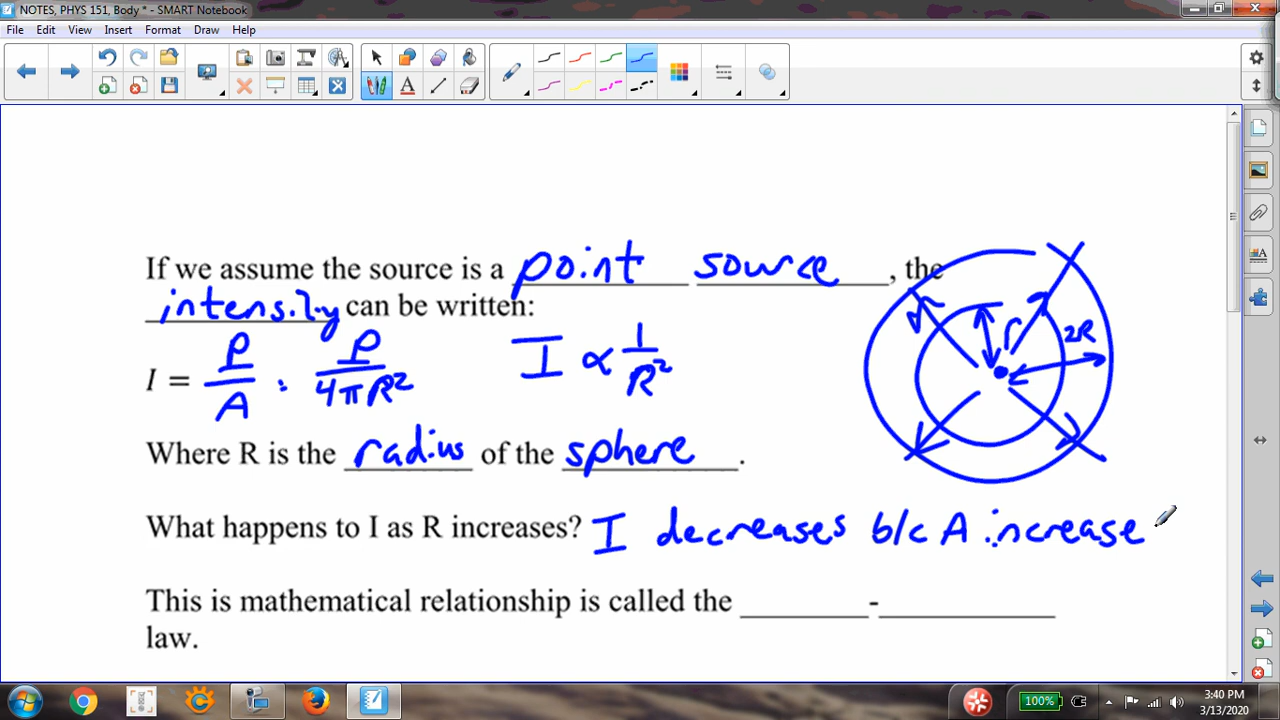 NOTES, PHYS 151, Body * - SMART Notebook
File Edit View Insert Format Draw Help
If we assume the source is a point source, the
intensity can be written:
I = P/A = P/4πR² I ∝ 1/R²
r 2R
Where R is the radius of the sphere.
What happens to I as R increases? I decreases b/c A increase
This is mathematical relationship is called the ________-__________
law.
100%
3:40 PM
3/13/2020